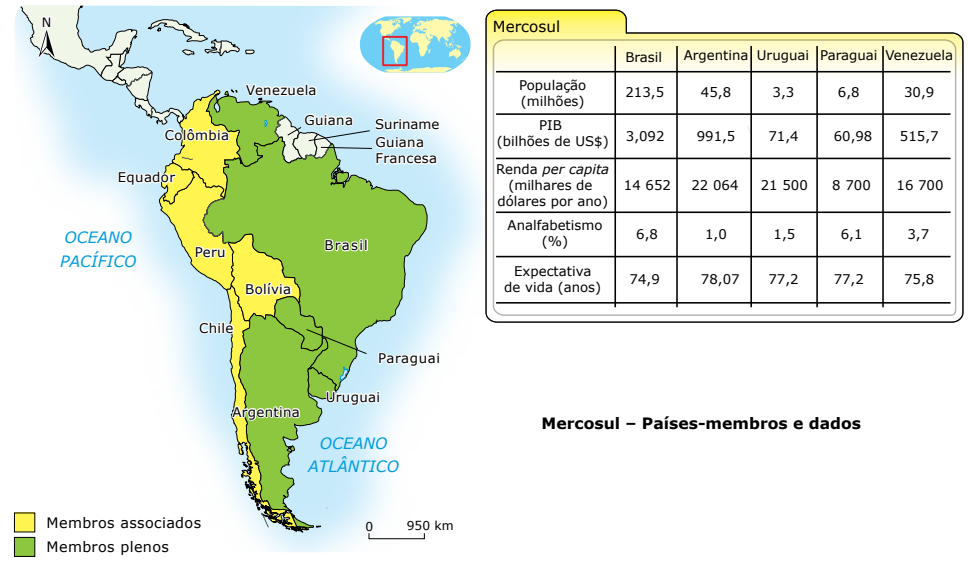 N
Venezuela
Guiana
Suriname
Guiana
Francesa
Colômbia
Equador
OCEANO
PACÍFICO
Peru
Brasil
Bolívia
Chile
Paraguai
Uruguai
Argentina
OCEANO
ATLÂNTICO
0 950 km
Membros associados
Membros plenos
Mercosul
Brasil Argentina Uruguai Paraguai Venezuela
População
(milhões) 213,5 45,8 3,3 6,8 30,9
PIB
(bilhões de US$) 3,092 991,5 71,4 60,98 515,7
Renda per capita
(milhares de
dólares por ano) 14 652 22 064 21 500 8 700 16 700
Analfabetismo
(%) 6,8 1,0 1,5 6,1 3,7
Expectativa
de vida (anos) 74,9 78,07 77,2 77,2 75,8
Mercosul – Países-membros e dados